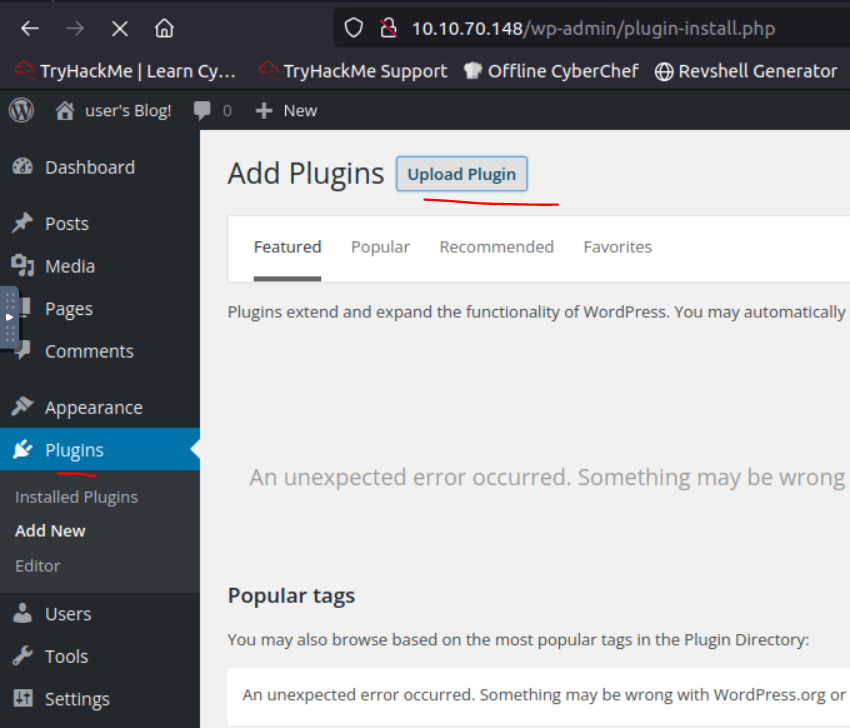 10.10.70.148/wp-admin/plugin-install.php
TryHackMe | Learn Cy... TryHackMe Support Offline CyberChef Revshell Generator
user's Blog! 0 New
Dashboard
Posts
Media
Pages
Comments
Appearance
Plugins
Installed Plugins
Add New
Editor
Users
Tools
Settings
Add Plugins Upload Plugin
Featured Popular Recommended Favorites
Plugins extend and expand the functionality of WordPress. You may automatically
An unexpected error occurred. Something may be wrong
Popular tags
You may also browse based on the most popular tags in the Plugin Directory:
An unexpected error occurred. Something may be wrong with WordPress.org or